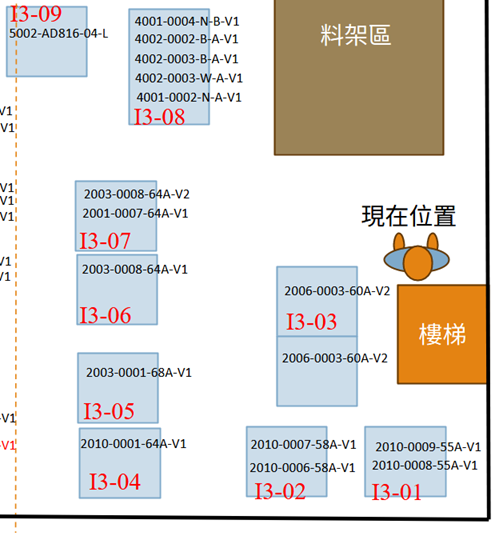 I3-09
5002-AD816-04-L
4001-0004-N-B-V1
4002-0002-B-A-V1
4002-0003-B-A-V1
4002-0003-W-A-V1
4001-0002-N-A-V1
I3-08
料架區
V1
V1
V1
V1
V1
2003-0008-64A-V2
2001-0007-64A-V1
I3-07
現在位置
V1
V1
2003-0008-64A-V1
I3-06
2006-0003-60A-V2
I3-03
2006-0003-60A-V2
樓梯
2003-0001-68A-V1
I3-05
-V1
-V1
2010-0001-64A-V1
I3-04
2010-0007-58A-V1
2010-0006-58A-V1
I3-02
2010-0009-55A-V1
2010-0008-55A-V1
I3-01